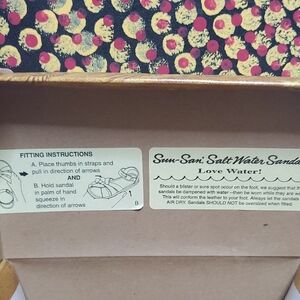 FITTING INSTRUCTIONS
A. Place thumbs in straps and
pull in direction of arrows
AND
B. Hold sandal
in palm of hand
squeeze in
direction of arrows
B
Sun-San Salt Water Sanda
Love Water!
Should a blister or sore spot occur on the foot, we suggest that th
sandals be dampened with water—then be worn while they are we
This will conform the leather to your foot. Always let the sandals
AIR DRY. Sandals SHOULD NOT be oversized when fitted.